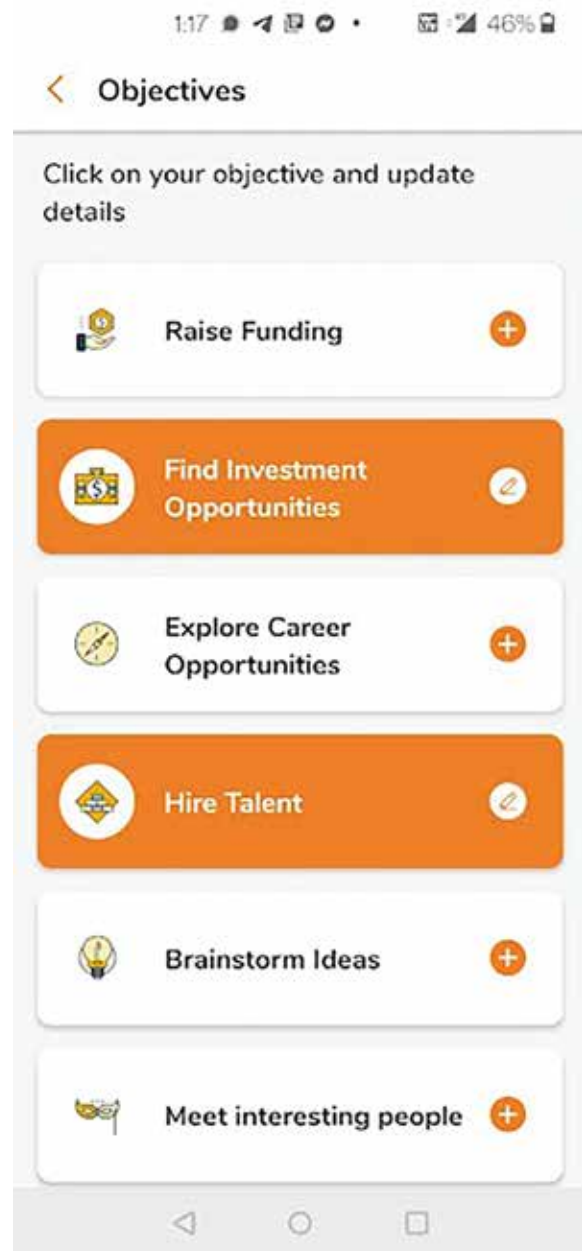 1:17 46%
Objectives
Click on your objective and update
details
Raise Funding
Find Investment
Opportunities
Explore Career
Opportunities
Hire Talent
Brainstorm Ideas
Meet interesting people